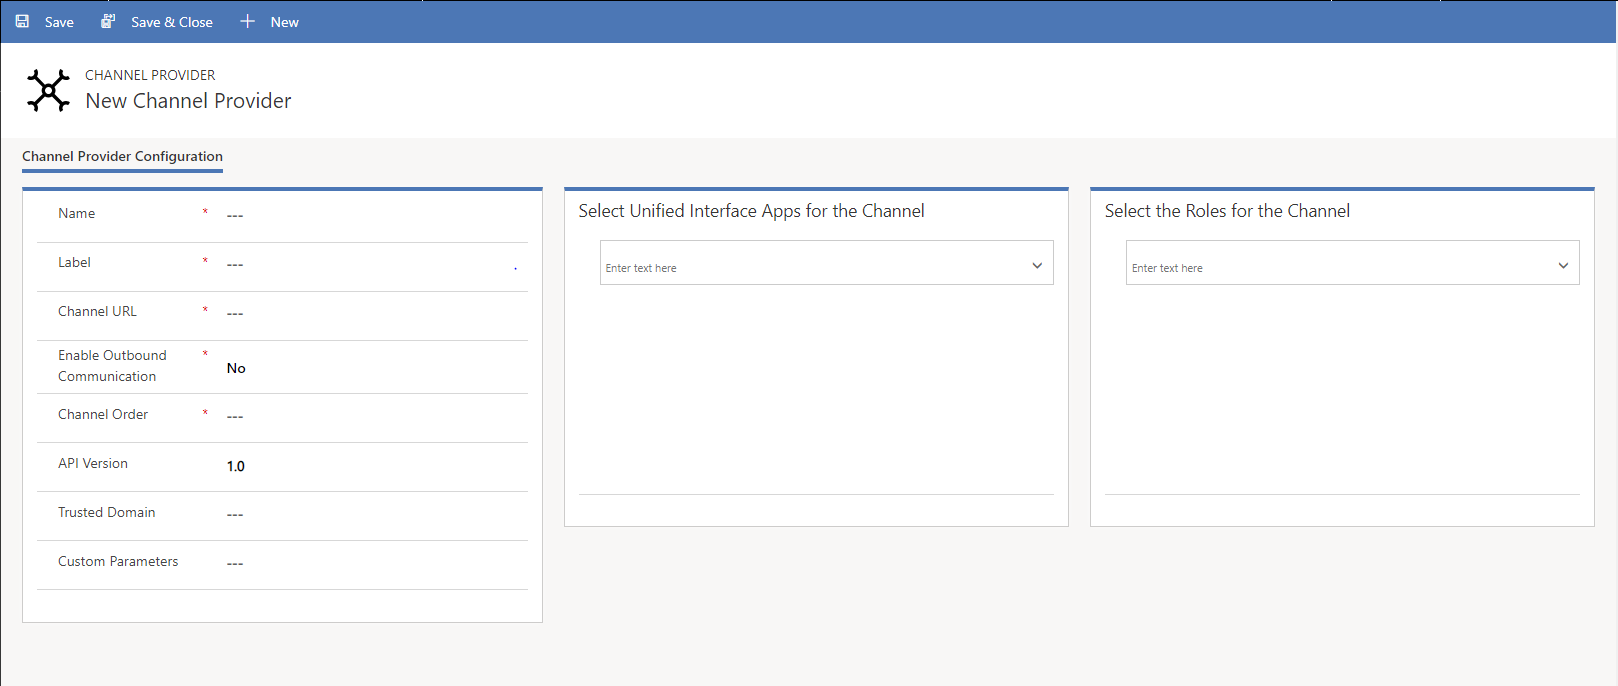 Save
Save & Close
New
CHANNEL PROVIDER
New Channel Provider
Channel Provider Configuration
Name * ---
Label * ---
Channel URL * ---
Enable Outbound
Communication * No
Channel Order * ---
API Version 1.0
Trusted Domain ---
Custom Parameters ---
Select Unified Interface Apps for the Channel
Enter text here
Select the Roles for the Channel
Enter text here